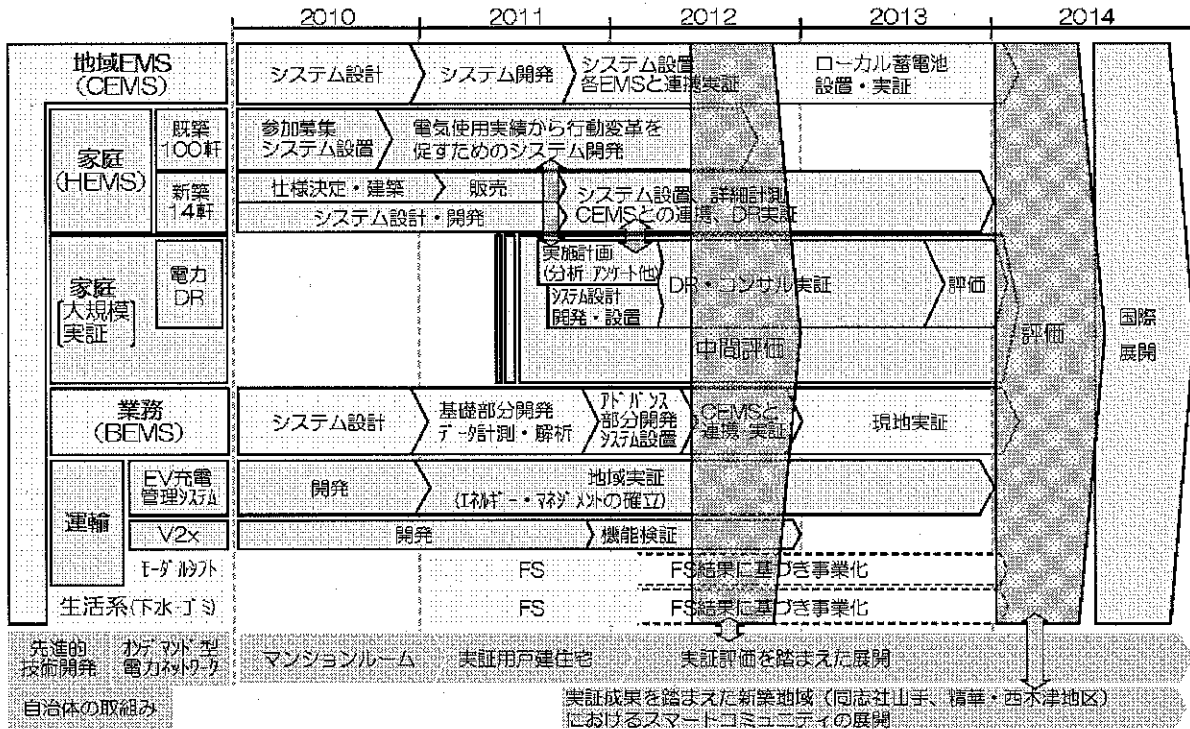 2010
2011
2012
2013
2014
地域EMS
(CEMS)
システム設計
システム開発
システム設置
各EMSと連携実証
ローカル蓄電池
設置・実証
家庭
(HEMS)
既築
100軒
参加募集
システム設置
電気使用実績から行動変革を
促すためのシステム開発
新築
14軒
仕様決定・建築
販売
システム設計・開発
システム設置、詳細計測
CEMSとの連携、DR実証
家庭
[大規模
実証]
電力
DR
実施計画
(分析・アンケート他)
システム設計
開発・設置
DR・コンサル実証
評価
中間評価
評価
国際
展開
業務
(BEMS)
システム設計
基礎部分開発
データ計測・解析
アドバンス
部分開発
システム設置
CEMSと
連携・実証
現地実証
運輸
EV充電
管理システム
開発
地域実証
(エネルギー・マネジメントの確立)
V2x
開発
機能検証
モーダルシフト
FS
FS結果に基づき事業化
生活系(下水・ゴミ)
FS
FS結果に基づき事業化
先進的
技術開発
オンデマンド型
電力ネットワーク
マンションルーム
実証用戸建住宅
実証評価を踏まえた展開
自治体の取組み
実証成果を踏まえた新築地域(同志社山手、精華・西木津地区)
におけるスマートコミュニティの展開